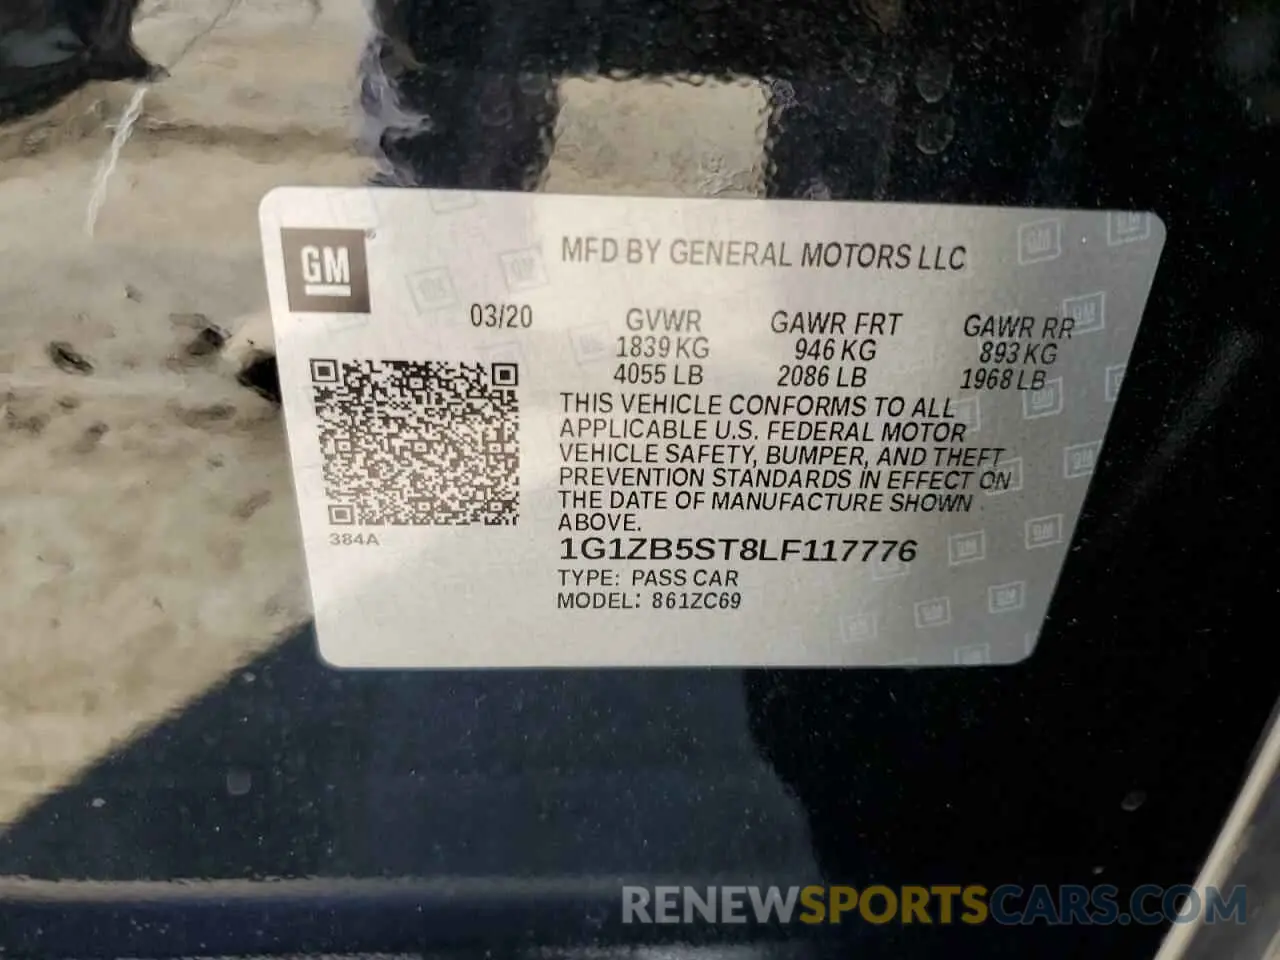 GM
MFD BY GENERAL MOTORS LLC
03/20 GVWR GAWR FRT GAWR RR
1839 KG 946 KG 893 KG
4055 LB 2086 LB 1968 LB
THIS VEHICLE CONFORMS TO ALL
APPLICABLE U.S. FEDERAL MOTOR
VEHICLE SAFETY, BUMPER, AND THEFT
PREVENTION STANDARDS IN EFFECT ON
THE DATE OF MANUFACTURE SHOWN
ABOVE.
384A
1G1ZB5ST8LF117776
TYPE: PASS CAR
MODEL: 861ZC69
RENEWSPORTSCARS.COM